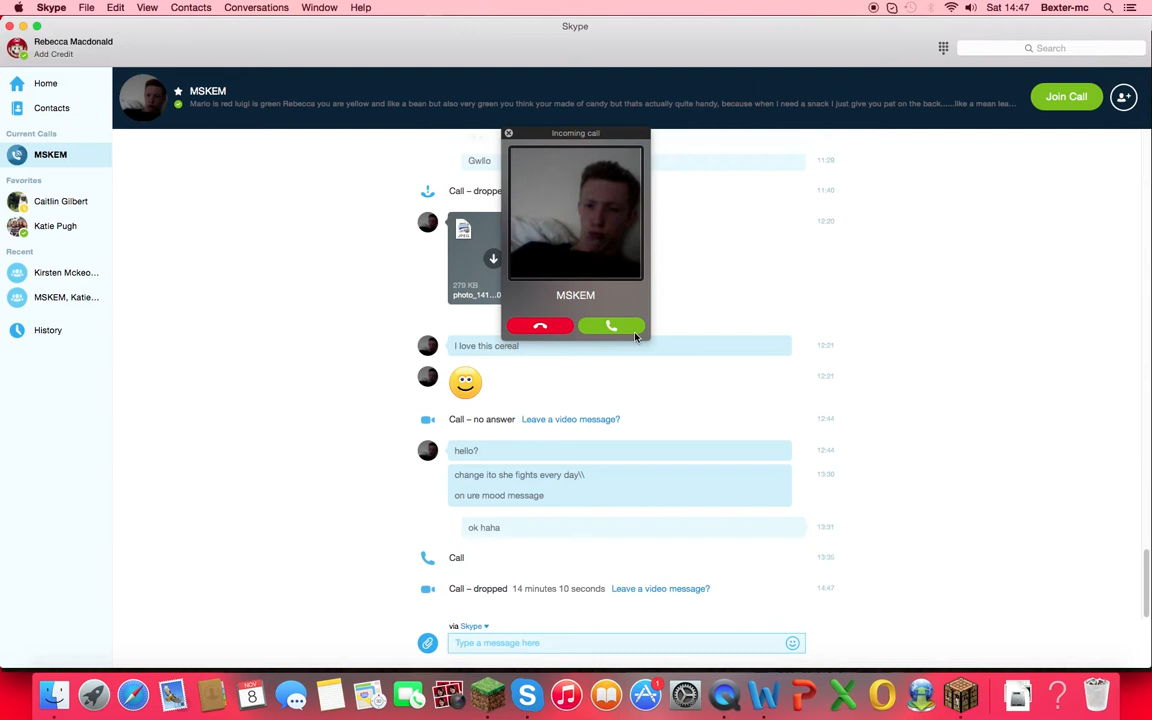 Skype File Edit View Contacts Conversations Window Help Sat 14:47 Bexter-mc
Skype
Rebecca Macdonald
Add Credit
Search
Home
Contacts
Current Calls
MSKEM
Favorites
Caitlin Gilbert
Katie Pugh
Recent
Kirsten Mckeo...
MSKEM, Katie...
History
MSKEM
Mario is red luigi is green Rebecca you are yellow and like a bean but also very green you think your made of candy but thats actually quite handy, because when I need a snack I just give you pat on the back......like a mean lea...
Join Call
Incoming call
MSKEM
Gwllo 11:29
Call – droppe 11:40
12:20
JPEG
279 KB
photo_141...0
I love this cereal 12:21
12:21
Call – no answer Leave a video message? 12:44
hello? 12:44
change ito she fights every day\\ 13:30
on ure mood message
ok haha 13:31
Call 13:35
Call – dropped 14 minutes 10 seconds Leave a video message? 14:47
via Skype
Type a message here
NOV
8
1